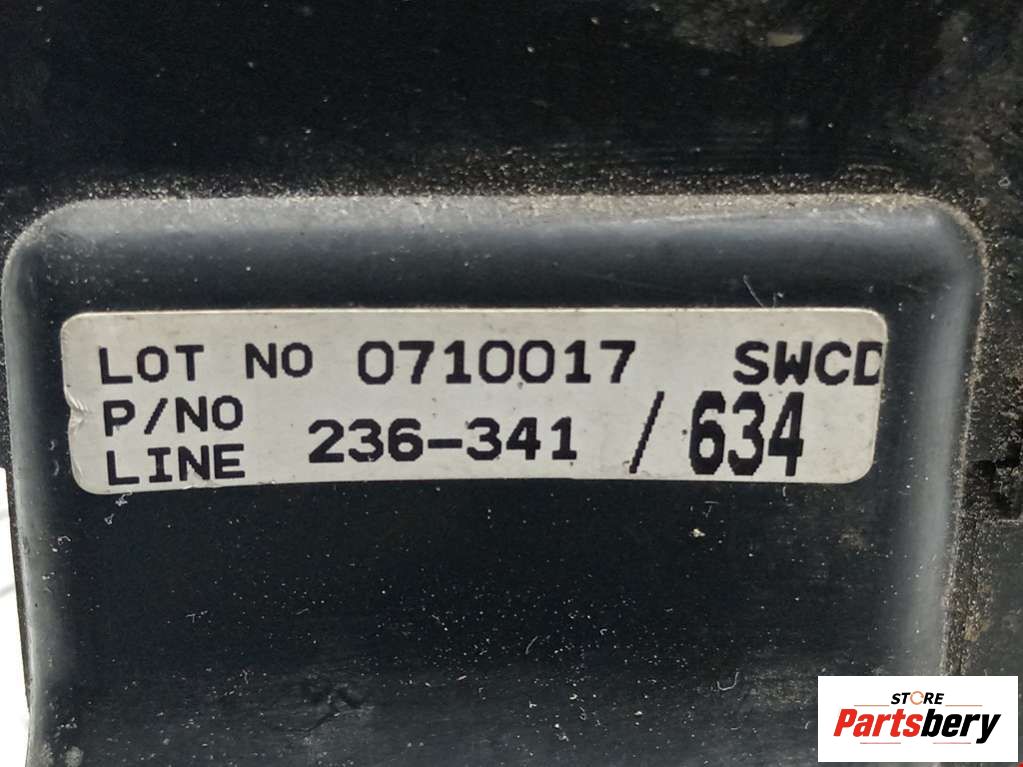 LOT NO 0710017 SWCD
P/NO
LINE 236-341 / 634
STORE
Partsbery